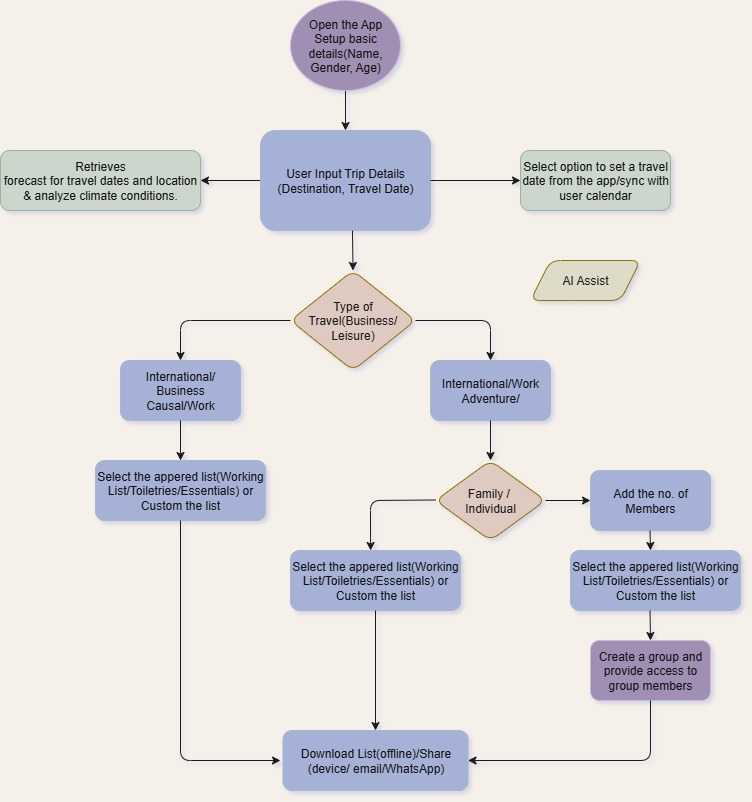 Open the App
Setup basic
details(Name,
Gender, Age)
User Input Trip Details
(Destination, Travel Date)
Retrieves
forecast for travel dates and location
& analyze climate conditions.
Select option to set a travel
date from the app/sync with
user calendar
AI Assist
Type of
Travel(Business/
Leisure)
International/
Business
Causal/Work
International/Work
Adventure/
Select the appered list(Working
List/Toiletries/Essentials) or
Custom the list
Family /
Individual
Add the no. of
Members
Select the appered list(Working
List/Toiletries/Essentials) or
Custom the list
Select the appered list(Working
List/Toiletries/Essentials) or
Custom the list
Create a group and
provide access to
group members
Download List(offline)/Share
(device/ email/WhatsApp)